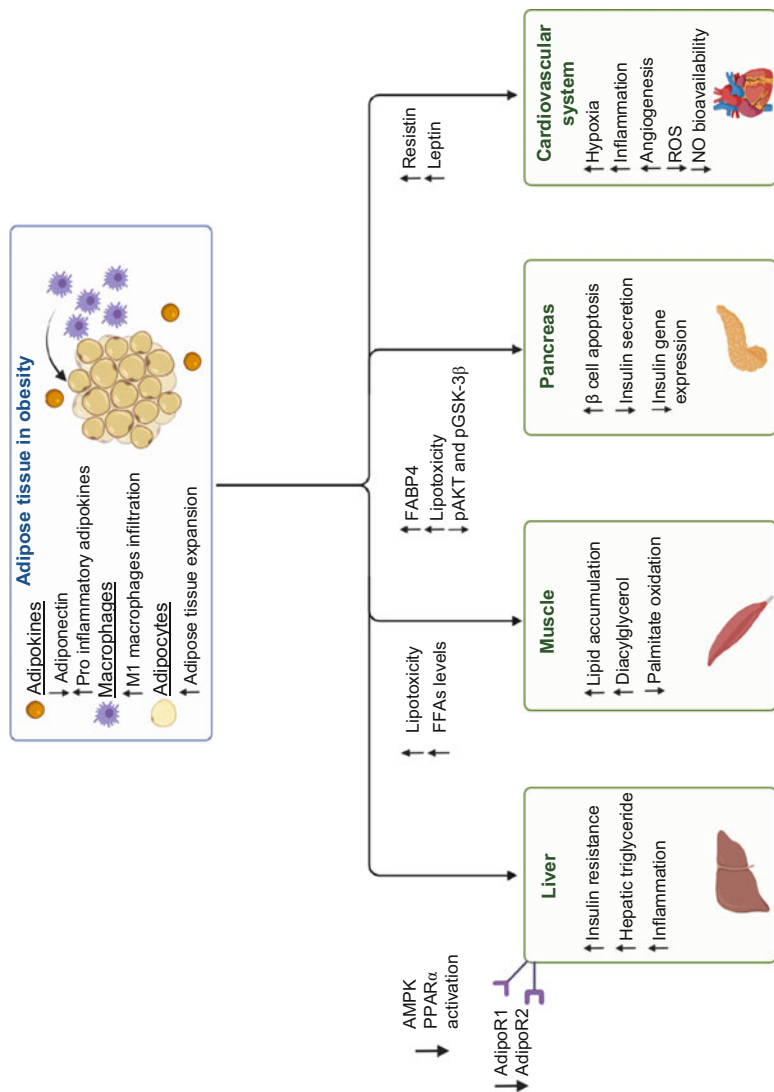 Adipose tissue in obesity
Adipokines
↓Adiponectin
↑Pro inflammatory adipokines
Macrophages
↑M1 macrophages infiltration
Adipocytes
↑Adipose tissue expansion
↓ AMPK
PPARα
activation
↓ AdipoR1
AdipoR2
↑ Lipotoxicity
↑ FFAs levels
↑ FABP4
↑ Lipotoxicity
↓ pAKT and pGSK-3β
↑ Resistin
↑ Leptin
Liver
↑Insulin resistance
↑Hepatic triglyceride
↑Inflammation
Muscle
↑Lipid accumulation
↑Diacylglycerol
↓Palmitate oxidation
Pancreas
↑β cell apoptosis
↓Insulin secretion
↓Insulin gene
expression
Cardiovascular
system
↑Hypoxia
↑Inflammation
↑Angiogenesis
↓ROS
↓NO bioavailability